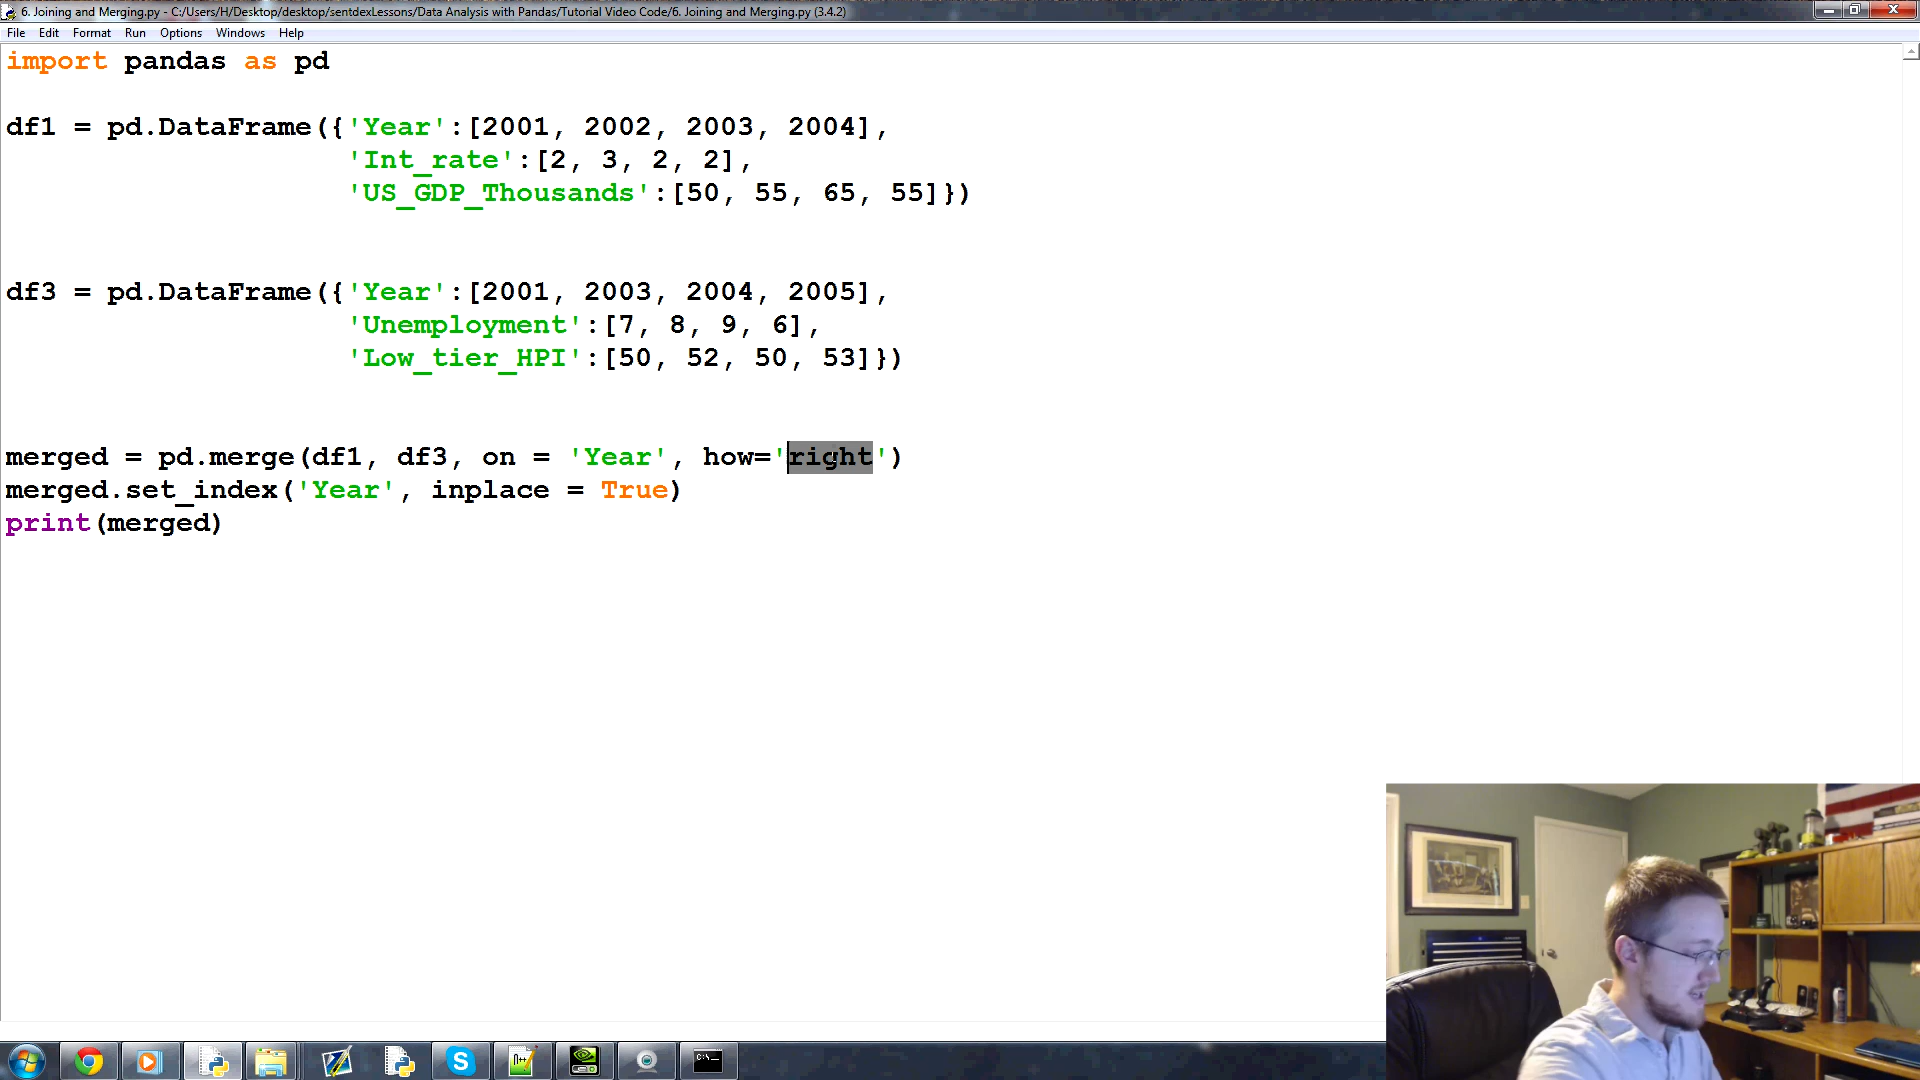 6. Joining and Merging.py - C:/Users/H/Desktop/desktop/sentdexLessons/Data Analysis with Pandas/Tutorial Video Code/6. Joining and Merging.py (3.4.2)
File Edit Format Run Options Windows Help
import pandas as pd
df1 = pd.DataFrame({'Year':[2001, 2002, 2003, 2004],
'Int_rate':[2, 3, 2, 2],
'US_GDP_Thousands':[50, 55, 65, 55]})
df3 = pd.DataFrame({'Year':[2001, 2003, 2004, 2005],
'Unemployment':[7, 8, 9, 6],
'Low_tier_HPI':[50, 52, 50, 53]})
merged = pd.merge(df1, df3, on = 'Year', how='right')
merged.set_index('Year', inplace = True)
print(merged)